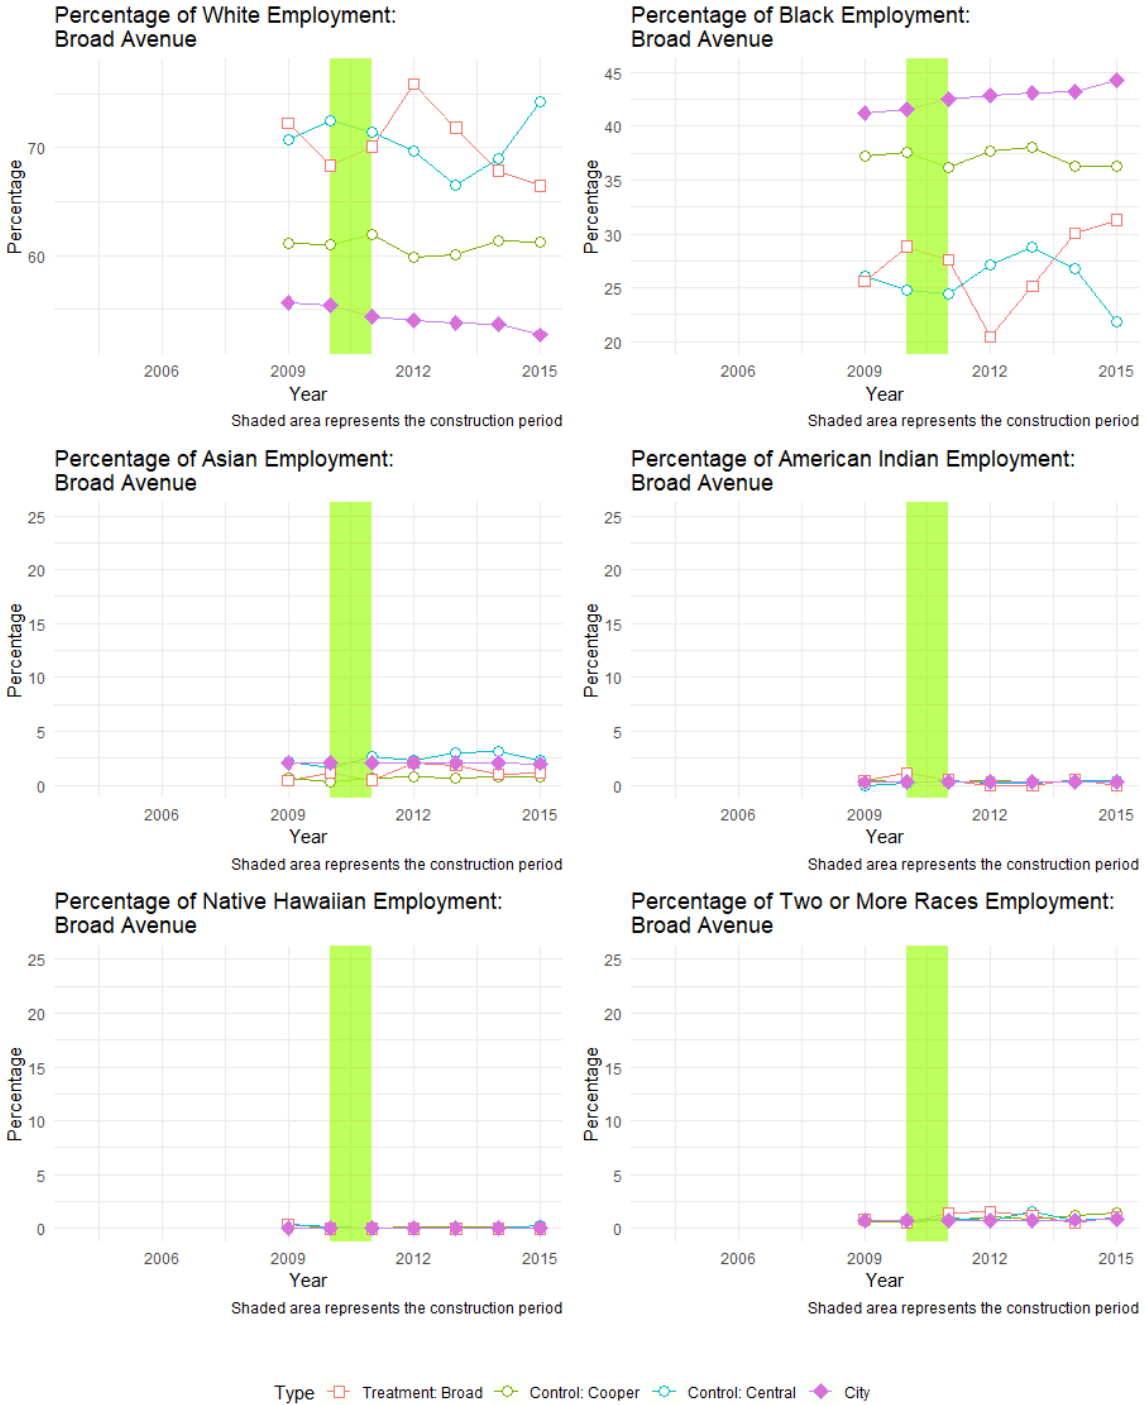 Percentage of White Employment:
Broad Avenue
Percentage
70
60
2006 2009 2012 2015
Year
Shaded area represents the construction period
Percentage of Black Employment:
Broad Avenue
Percentage
45
40
35
30
25
20
2006 2009 2012 2015
Year
Shaded area represents the construction period
Percentage of Asian Employment:
Broad Avenue
Percentage
25
20
15
10
5
0
2006 2009 2012 2015
Year
Shaded area represents the construction period
Percentage of American Indian Employment:
Broad Avenue
Percentage
25
20
15
10
5
0
2006 2009 2012 2015
Year
Shaded area represents the construction period
Percentage of Native Hawaiian Employment:
Broad Avenue
Percentage
25
20
15
10
5
0
2006 2009 2012 2015
Year
Shaded area represents the construction period
Percentage of Two or More Races Employment:
Broad Avenue
Percentage
25
20
15
10
5
0
2006 2009 2012 2015
Year
Shaded area represents the construction period
Type Treatment: Broad Control: Cooper Control: Central City